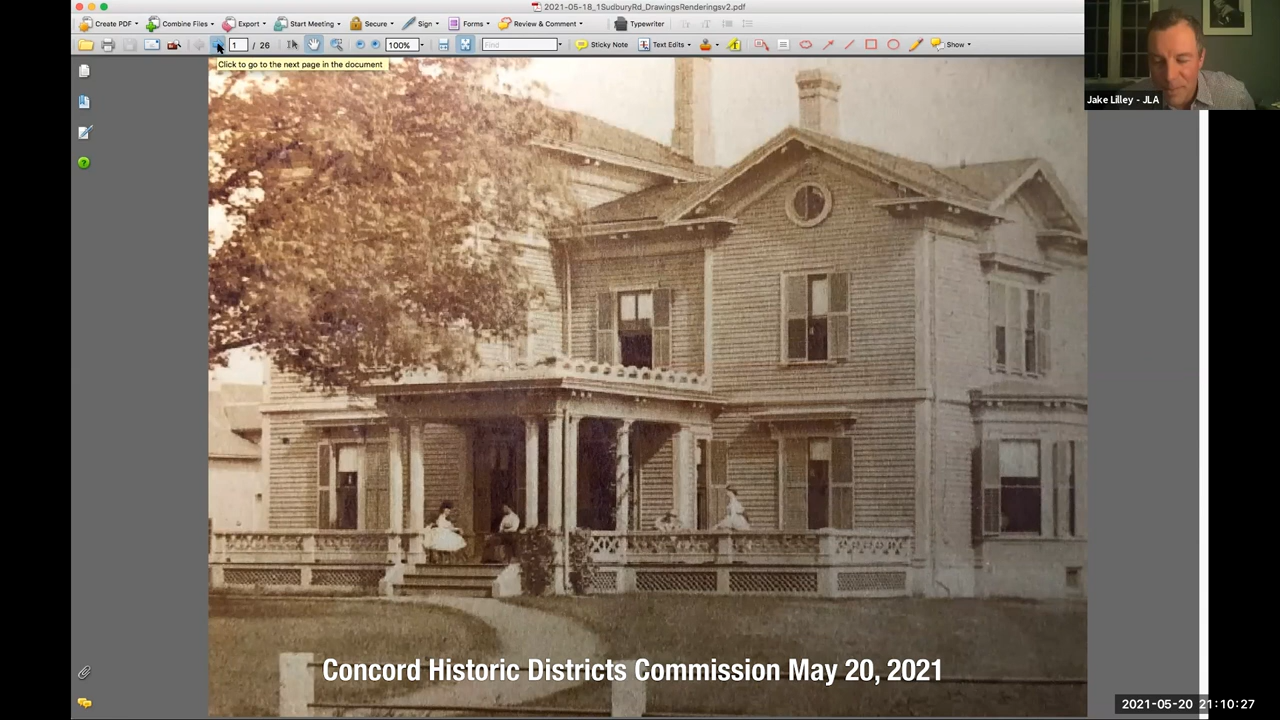 2021-05-18_1SudburyRd_DrawingsRenderingsv2.pdf
Create PDF Combine Files Export Start Meeting Secure Sign Forms Review & Comment Typewriter
1 / 26 100% Find Sticky Note Text Edits Show
Click to go to the next page in the document
Jake Lilley - JLA
Concord Historic Districts Commission May 20, 2021
2021-05-20 21:10:27